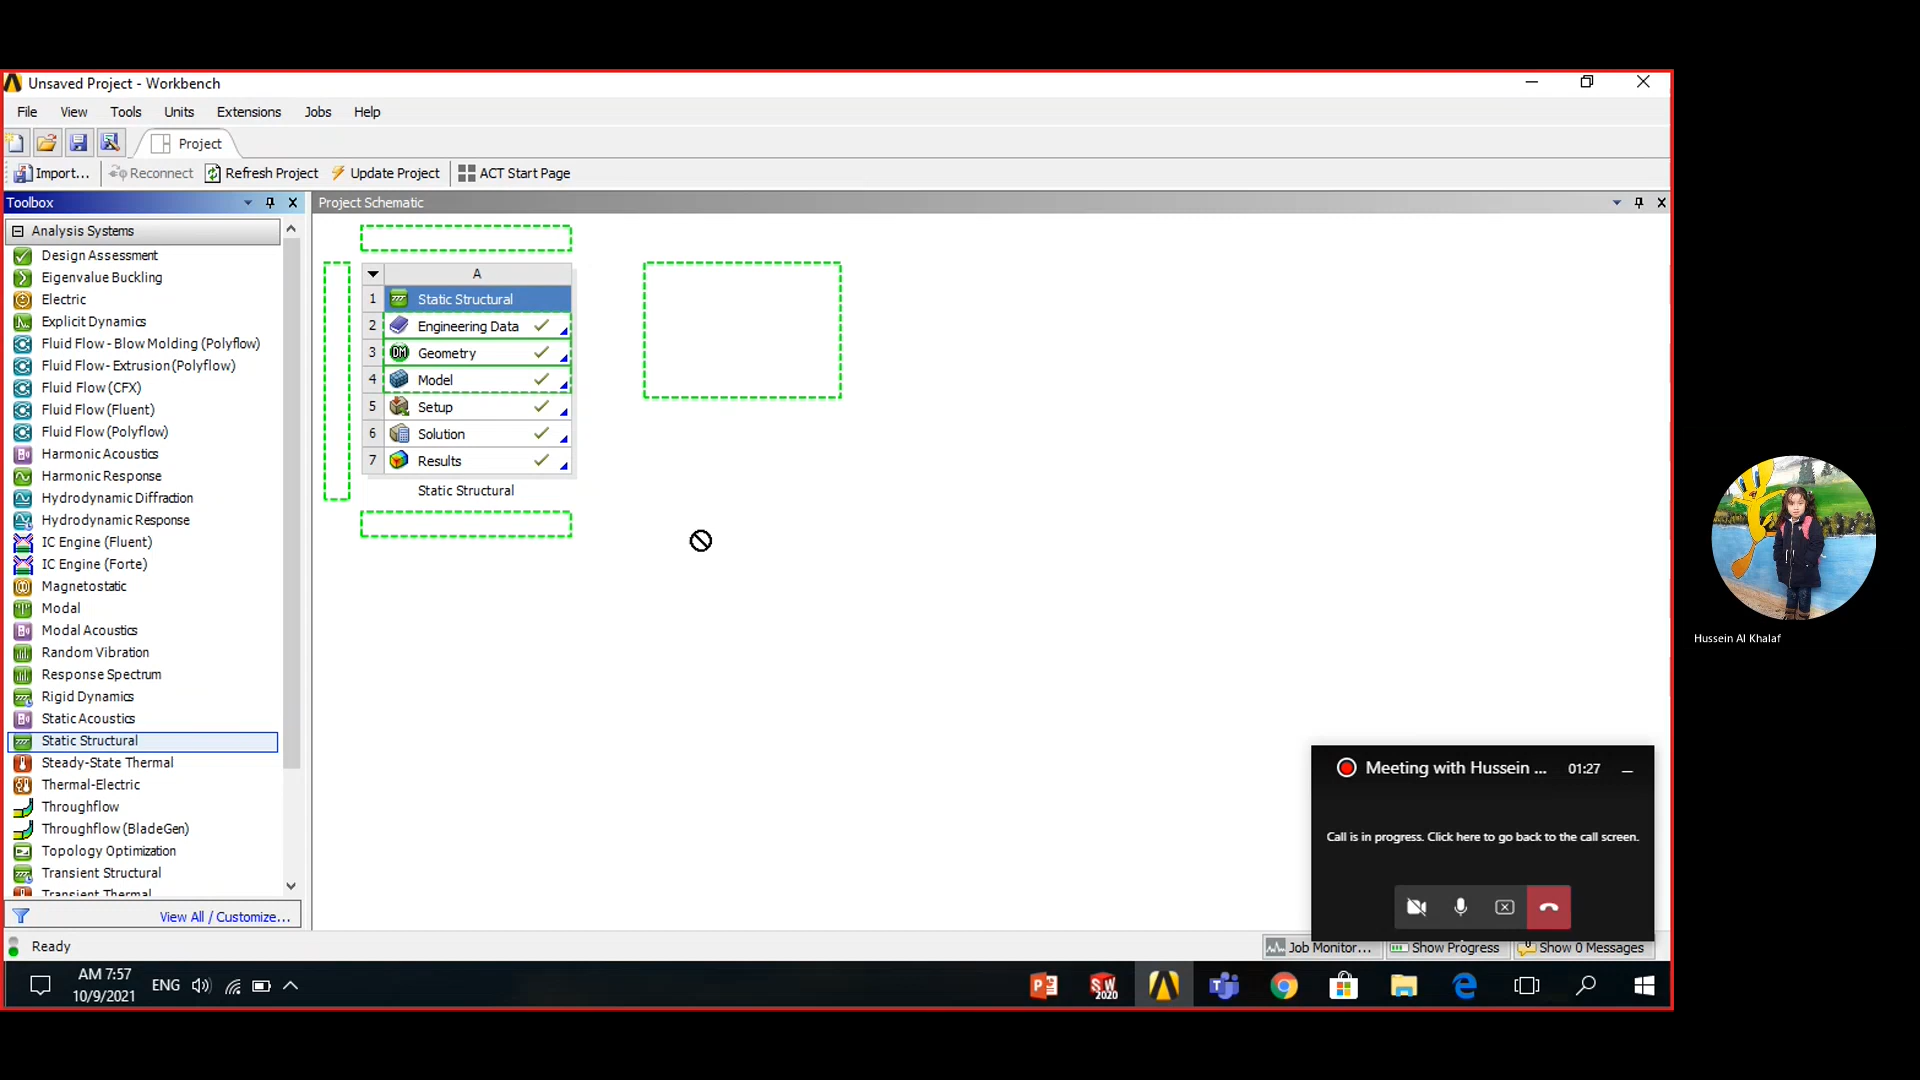 Unsaved Project - Workbench
File View Tools Units Extensions Jobs Help
Project
Import... Reconnect Refresh Project Update Project ACT Start Page
Toolbox
Project Schematic
Analysis Systems
Design Assessment
Eigenvalue Buckling
Electric
Explicit Dynamics
Fluid Flow - Blow Molding (Polyflow)
Fluid Flow - Extrusion (Polyflow)
Fluid Flow (CFX)
Fluid Flow (Fluent)
Fluid Flow (Polyflow)
Harmonic Acoustics
Harmonic Response
Hydrodynamic Diffraction
Hydrodynamic Response
IC Engine (Fluent)
IC Engine (Forte)
Magnetostatic
Modal
Modal Acoustics
Random Vibration
Response Spectrum
Rigid Dynamics
Static Acoustics
Static Structural
Steady-State Thermal
Thermal-Electric
Throughflow
Throughflow (BladeGen)
Topology Optimization
Transient Structural
Transient Thermal
View All / Customize...
A
1 Static Structural
2 Engineering Data
3 DM Geometry
4 Model
5 Setup
6 Solution
7 Results
Static Structural
Hussein Al Khalaf
Meeting with Hussein ... 01:27
Call is in progress. Click here to go back to the call screen.
Ready
Job Monitor... Show Progress Show 0 Messages
AM 7:57
10/9/2021
ENG
P
SW
2020